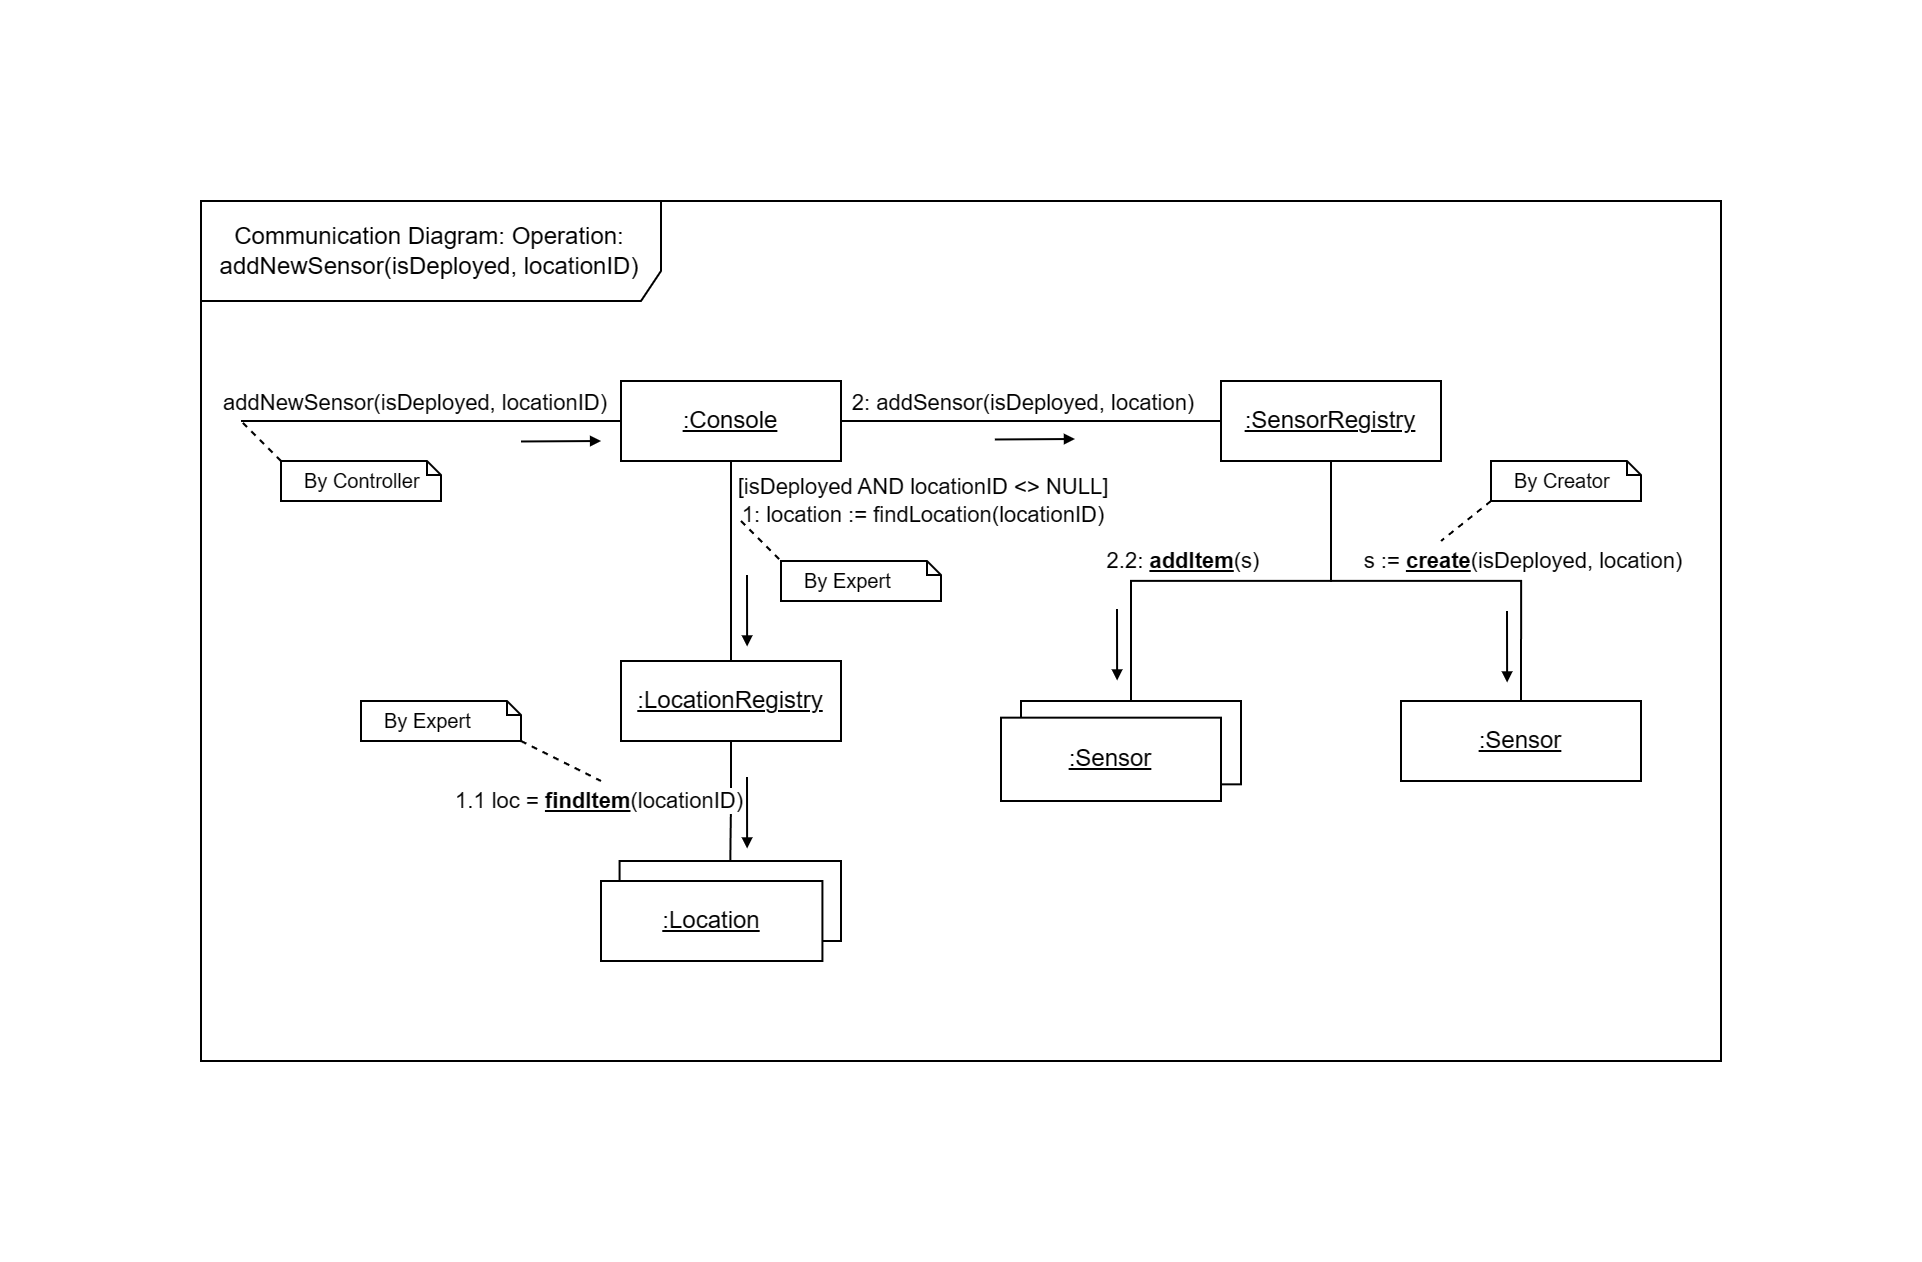 Communication Diagram: Operation:
addNewSensor(isDeployed, locationID)
addNewSensor(isDeployed, locationID)
:Console
2: addSensor(isDeployed, location)
:SensorRegistry
By Controller
[isDeployed AND locationID <> NULL]
1: location := findLocation(locationID)
By Creator
By Expert
2.2: addItem(s)
s := create(isDeployed, location)
:LocationRegistry
By Expert
:Sensor
:Sensor
1.1 loc = findItem(locationID)
:Location